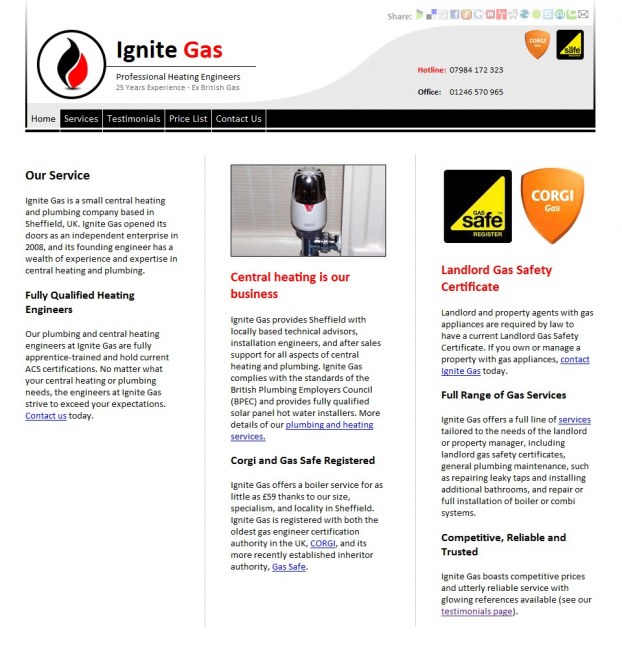 Share:
Ignite Gas
Professional Heating Engineers
25 Years Experience - Ex British Gas
Hotline: 07984 172 323
Office: 01246 570 965
CORGI
Gas
GAS
safe
REGISTER
Home Services Testimonials Price List Contact Us
Our Service
Ignite Gas is a small central heating
and plumbing company based in
Sheffield, UK. Ignite Gas opened its
doors as an independent enterprise in
2008, and its founding engineer has a
wealth of experience and expertise in
central heating and plumbing.
Fully Qualified Heating
Engineers
Our plumbing and central heating
engineers at Ignite Gas are fully
apprentice-trained and hold current
ACS certifications. No matter what
your central heating or plumbing
needs, the engineers at Ignite Gas
strive to exceed your expectations.
Contact us today.
Central heating is our
business
Ignite Gas provides Sheffield with
locally based technical advisors,
installation engineers, and after sales
support for all aspects of central
heating and plumbing. Ignite Gas
complies with the standards of the
British Plumbing Employers Council
(BPEC) and provides fully qualified
solar panel hot water installers. More
details of our plumbing and heating
services.
Corgi and Gas Safe Registered
Ignite Gas offers a boiler service for as
little as £59 thanks to our size,
specialism, and locality in Sheffield.
Ignite Gas is registered with both the
oldest gas engineer certification
authority in the UK, CORGI, and its
more recently established inheritor
authority, Gas Safe.
GAS
safe
REGISTER
CORGI
Gas
Landlord Gas Safety
Certificate
Landlord and property agents with gas
appliances are required by law to
have a current Landlord Gas Safety
Certificate. If you own or manage a
property with gas appliances, contact
Ignite Gas today.
Full Range of Gas Services
Ignite Gas offers a full line of services
tailored to the needs of the landlord
or property manager, including
landlord gas safety certificates,
general plumbing maintenance, such
as repairing leaky taps and installing
additional bathrooms, and repair or
full installation of boiler or combi
systems.
Competitive, Reliable and
Trusted
Ignite Gas boasts competitive prices
and utterly reliable service with
glowing references available (see our
testimonials page).